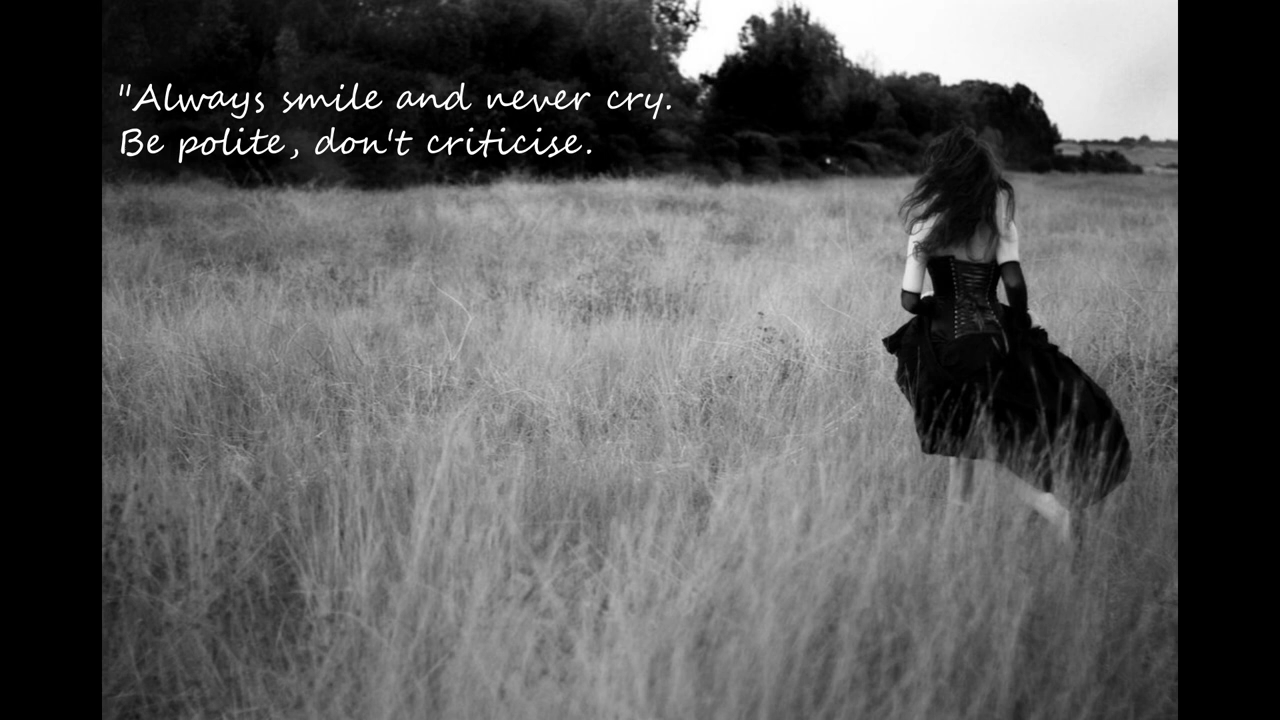 "Always smile and never cry.
Be polite, don't criticise.